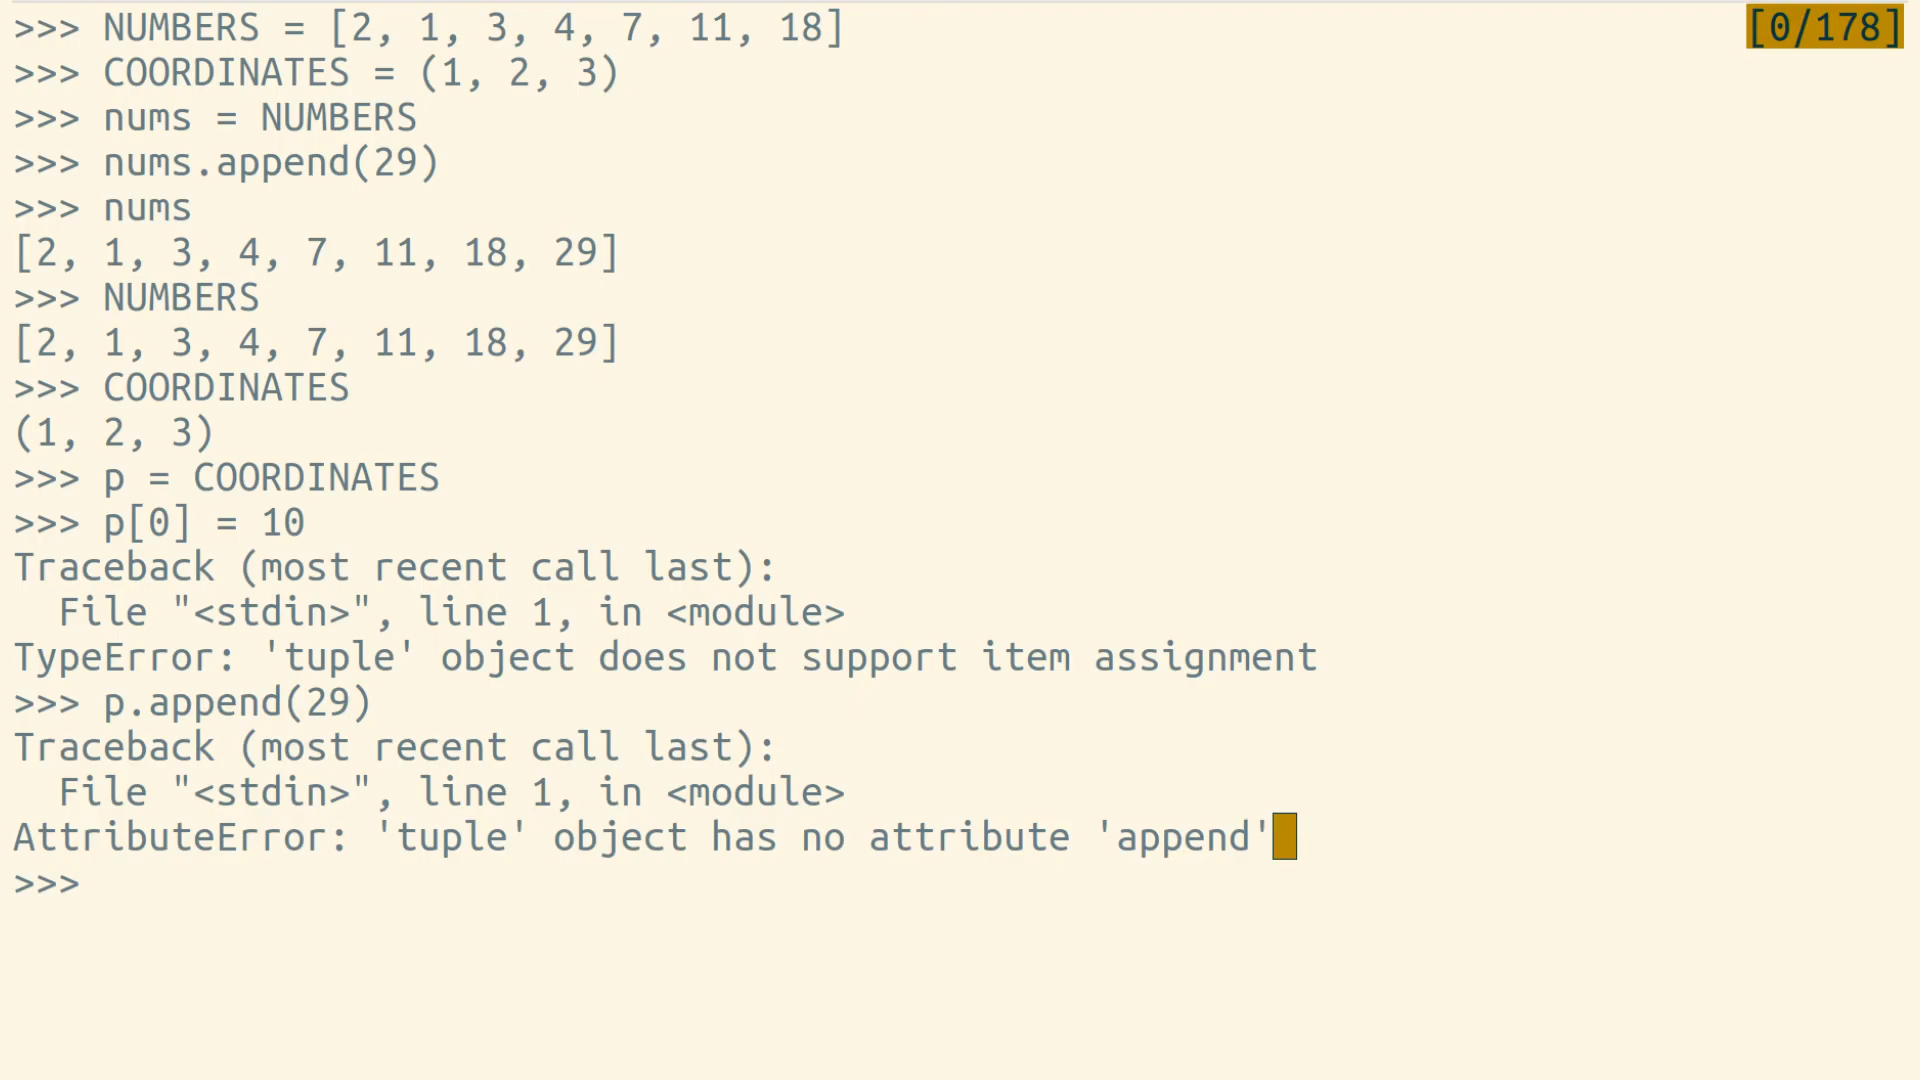 >>> NUMBERS = [2, 1, 3, 4, 7, 11, 18] [0/178]
>>> COORDINATES = (1, 2, 3)
>>> nums = NUMBERS
>>> nums.append(29)
>>> nums
[2, 1, 3, 4, 7, 11, 18, 29]
>>> NUMBERS
[2, 1, 3, 4, 7, 11, 18, 29]
>>> COORDINATES
(1, 2, 3)
>>> p = COORDINATES
>>> p[0] = 10
Traceback (most recent call last):
  File "<stdin>", line 1, in <module>
TypeError: 'tuple' object does not support item assignment
>>> p.append(29)
Traceback (most recent call last):
  File "<stdin>", line 1, in <module>
AttributeError: 'tuple' object has no attribute 'append'
>>>